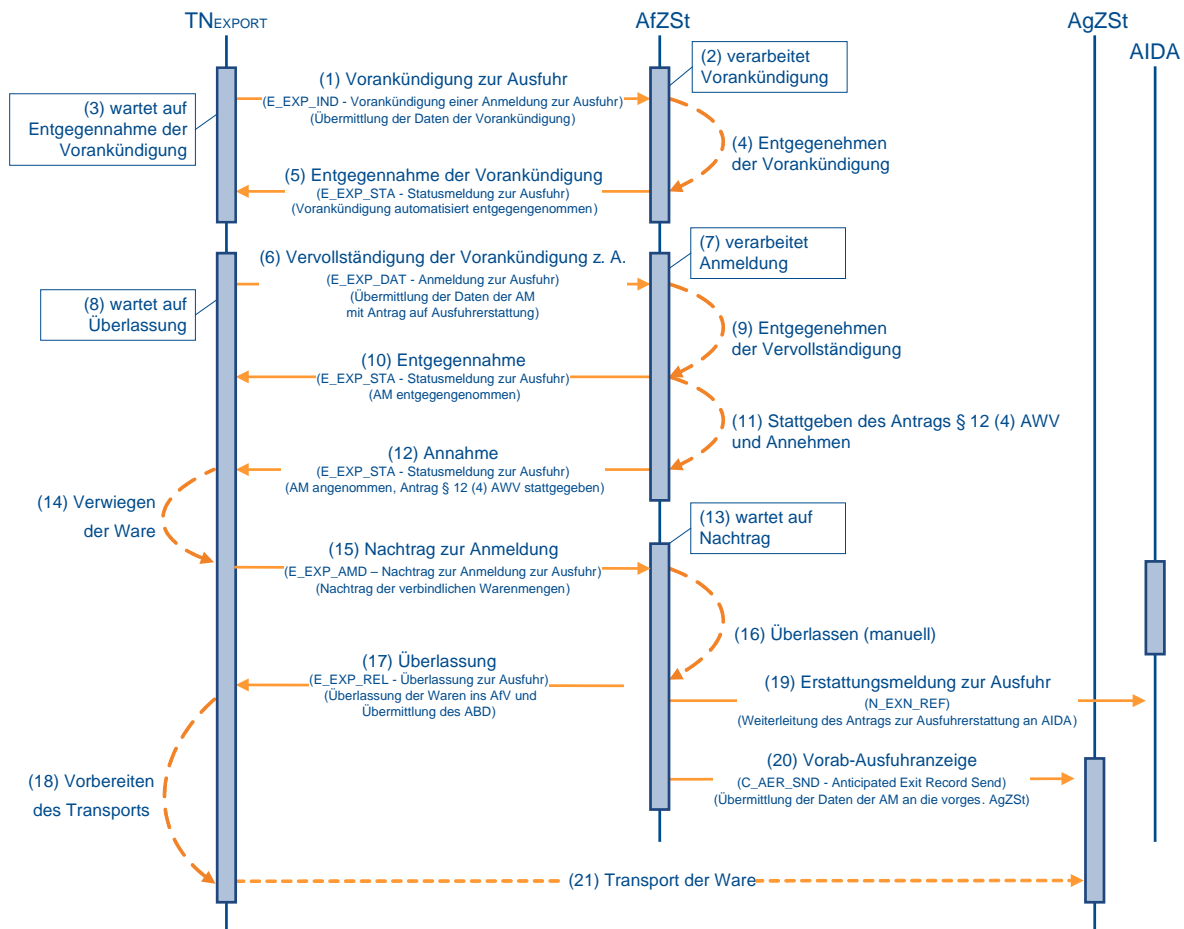 TNEXPORT
AfZSt
AgZSt
AIDA
(1) Vorankündigung zur Ausfuhr
(E_EXP_IND - Vorankündigung einer Anmeldung zur Ausfuhr)
(Übermittlung der Daten der Vorankündigung)
(2) verarbeitet
Vorankündigung
(3) wartet auf
Entgegennahme der
Vorankündigung
(4) Entgegenehmen
der Vorankündigung
(5) Entgegennahme der Vorankündigung
(E_EXP_STA - Statusmeldung zur Ausfuhr)
(Vorankündigung automatisiert entgegengenommen)
(6) Vervollständigung der Vorankündigung z. A.
(E_EXP_DAT - Anmeldung zur Ausfuhr)
(Übermittlung der Daten der AM
mit Antrag auf Ausfuhrerstattung)
(7) verarbeitet
Anmeldung
(8) wartet auf
Überlassung
(9) Entgegenehmen
der Vervollständigung
(10) Entgegennahme
(E_EXP_STA - Statusmeldung zur Ausfuhr)
(AM entgegengenommen)
(11) Stattgeben des Antrags § 12 (4) AWV
und Annehmen
(12) Annahme
(E_EXP_STA - Statusmeldung zur Ausfuhr)
(AM angenommen, Antrag § 12 (4) AWV stattgegeben)
(13) wartet auf
Nachtrag
(14) Verwiegen
der Ware
(15) Nachtrag zur Anmeldung
(E_EXP_AMD – Nachtrag zur Anmeldung zur Ausfuhr)
(Nachtrag der verbindlichen Warenmengen)
(16) Überlassen (manuell)
(17) Überlassung
(E_EXP_REL - Überlassung zur Ausfuhr)
(Überlassung der Waren ins AfV und
Übermittlung des ABD)
(18) Vorbereiten
des Transports
(19) Erstattungsmeldung zur Ausfuhr
(N_EXN_REF)
(Weiterleitung des Antrags zur Ausfuhrerstattung an AIDA)
(20) Vorab-Ausfuhranzeige
(C_AER_SND - Anticipated Exit Record Send)
(Übermittlung der Daten der AM an die vorges. AgZSt)
(21) Transport der Ware